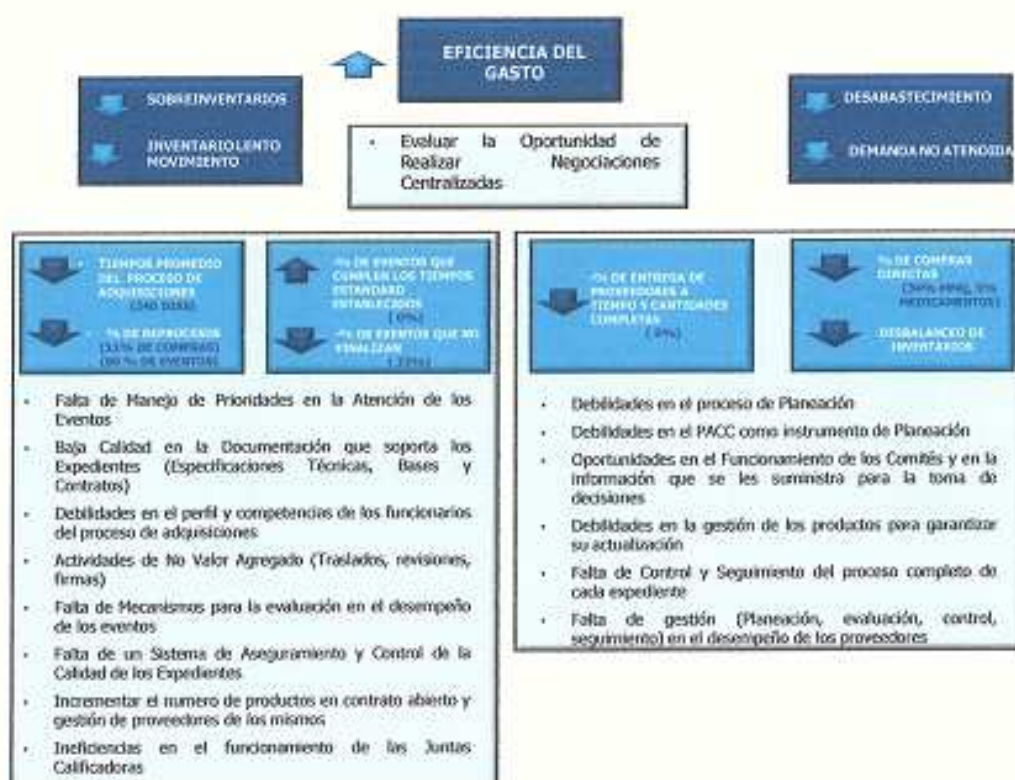 EFICIENCIA DEL
GASTO
SOBREINVENTARIOS
INVENTARIO LENTO
MOVIMIENTO
DESABASTECIMIENTO
DEMANDA NO ATENDIDA
• Evaluar la Oportunidad de
Realizar Negociaciones
Centralizadas
• TIEMPOS PROMEDIO
DEL PROCESO DE
ADQUISICIONES
• % DE REPROCESOS
(33% DE COMPRAS)
DE EVENTOS)
% DE EVENTOS QUE
CUMPLEN LOS TIEMPOS
ESTANDARD
ESTABLECIDOS
% DE EVENTOS QUE NO
FINALIZAN
% DE ENTREGA DE
PROVEEDORES A
TIEMPO Y CANTIDADES
COMPLETAS
% DE COMPRAS
DIRECTAS
MEDICAMENTOS)
DISBALANCEO DE
INVENTARIOS
• Falta de Manejo de Prioridades en la Atención de los
Eventos
• Baja Calidad en la Documentación que soporta los
Expedientes (Especificaciones Técnicas, Bases y
Contratos)
• Debilidades en el perfil y competencias de los funcionarios
del proceso de adquisiciones
• Actividades de No Valor Agregado (Traslados, revisiones,
firmas)
• Falta de Mecanismos para la evaluación en el desempeño
de los eventos
• Falta de un Sistema de Aseguramiento y Control de la
Calidad de los Expedientes
• Incrementar el numero de productos en contrato abierto y
gestión de proveedores de los mismos
• Ineficiencias en el funcionamiento de las Juntas
Calificadoras
• Debilidades en el proceso de Planeación
• Debilidades en el PACC como instrumento de Planeación
• Oportunidades en el Funcionamiento de los Comités y en la
información que se les suministra para la toma de
decisiones
• Debilidades en la gestión de los productos para garantizar
su actualización
• Falta de Control y Seguimiento del proceso completo de
cada expediente
• Falta de gestión (Planeación, evaluación, control,
seguimiento) en el desempeño de los proveedores